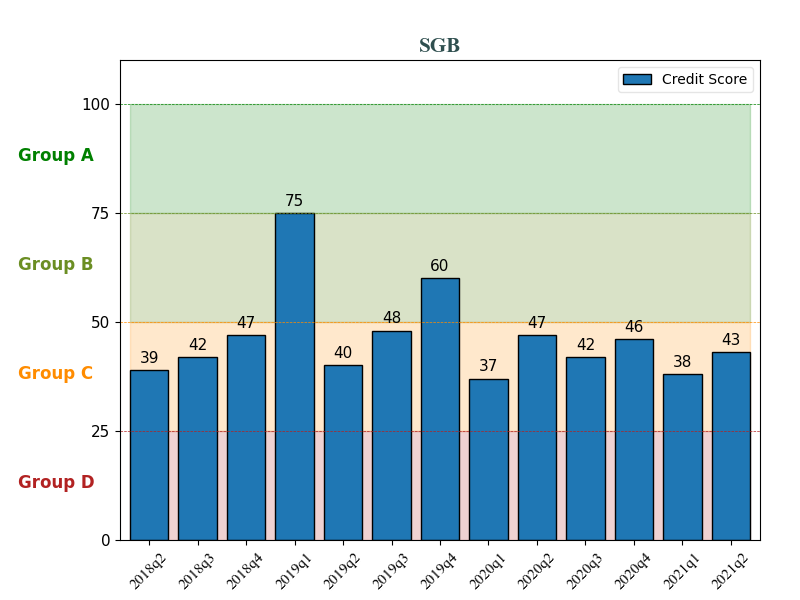 SGB
Credit Score
100
Group A
75
75
Group B
60
50
48
47
47
46
43
42
42
40
39
38
37
Group C
25
Group D
0
2018q2
2018q3
2018q4
2019q1
2019q2
2019q3
2019q4
2020q1
2020q2
2020q3
2020q4
2021q1
2021q2